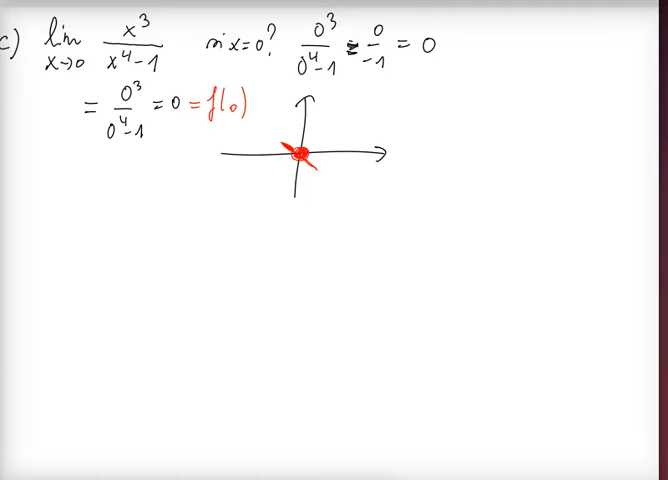 c) lim x→0 x³/(x⁴-1) si x=0? 0³/(0⁴-1) = 0/-1 = 0
= 0³/(0⁴-1) = 0 = f(0)